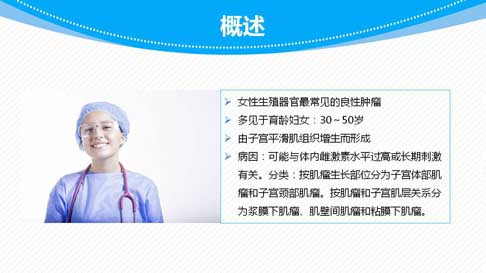 概述
女性生殖器官最常见的良性肿瘤
多见于育龄妇女：30～50岁
由子宫平滑肌组织增生而形成
病因：可能与体内雌激素水平过高或长期刺激
有关。分类：按肌瘤生长部位分为子宫体部肌
瘤和子宫颈部肌瘤。按肌瘤和子宫肌层关系分
为浆膜下肌瘤、肌壁间肌瘤和粘膜下肌瘤。